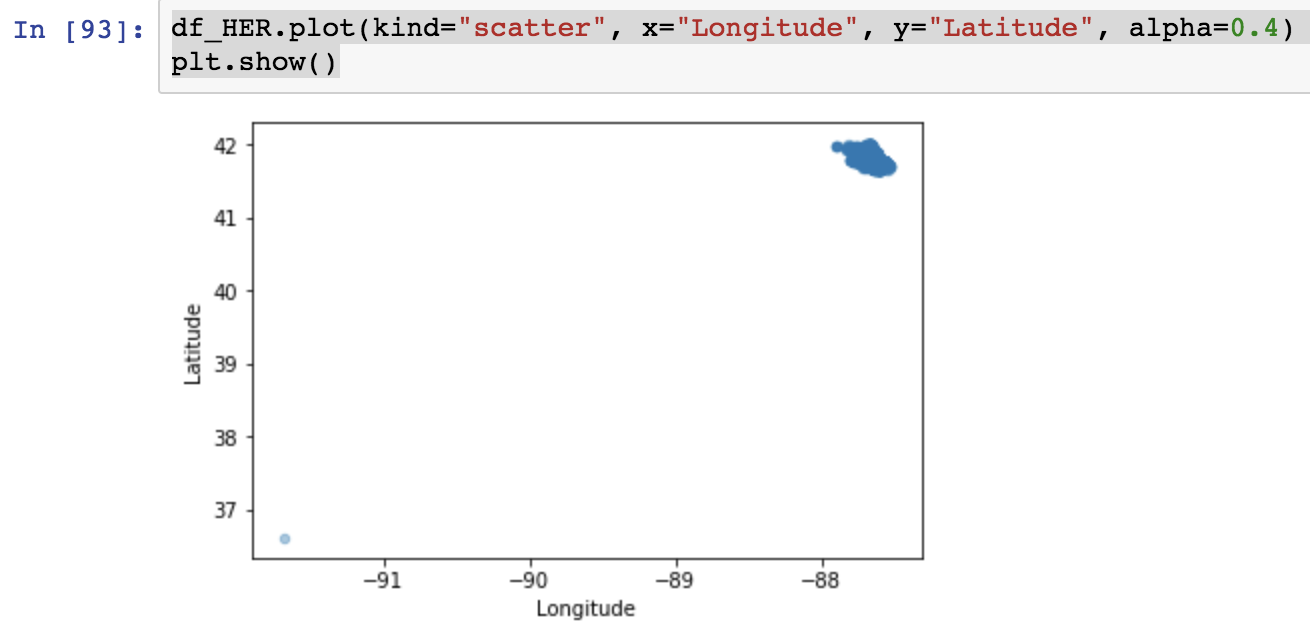 In [93]:
df_HER.plot(kind="scatter", x="Longitude", y="Latitude", alpha=0.4)
plt.show()
42
41
40
39
38
37
Latitude
−91
−90
−89
−88
Longitude